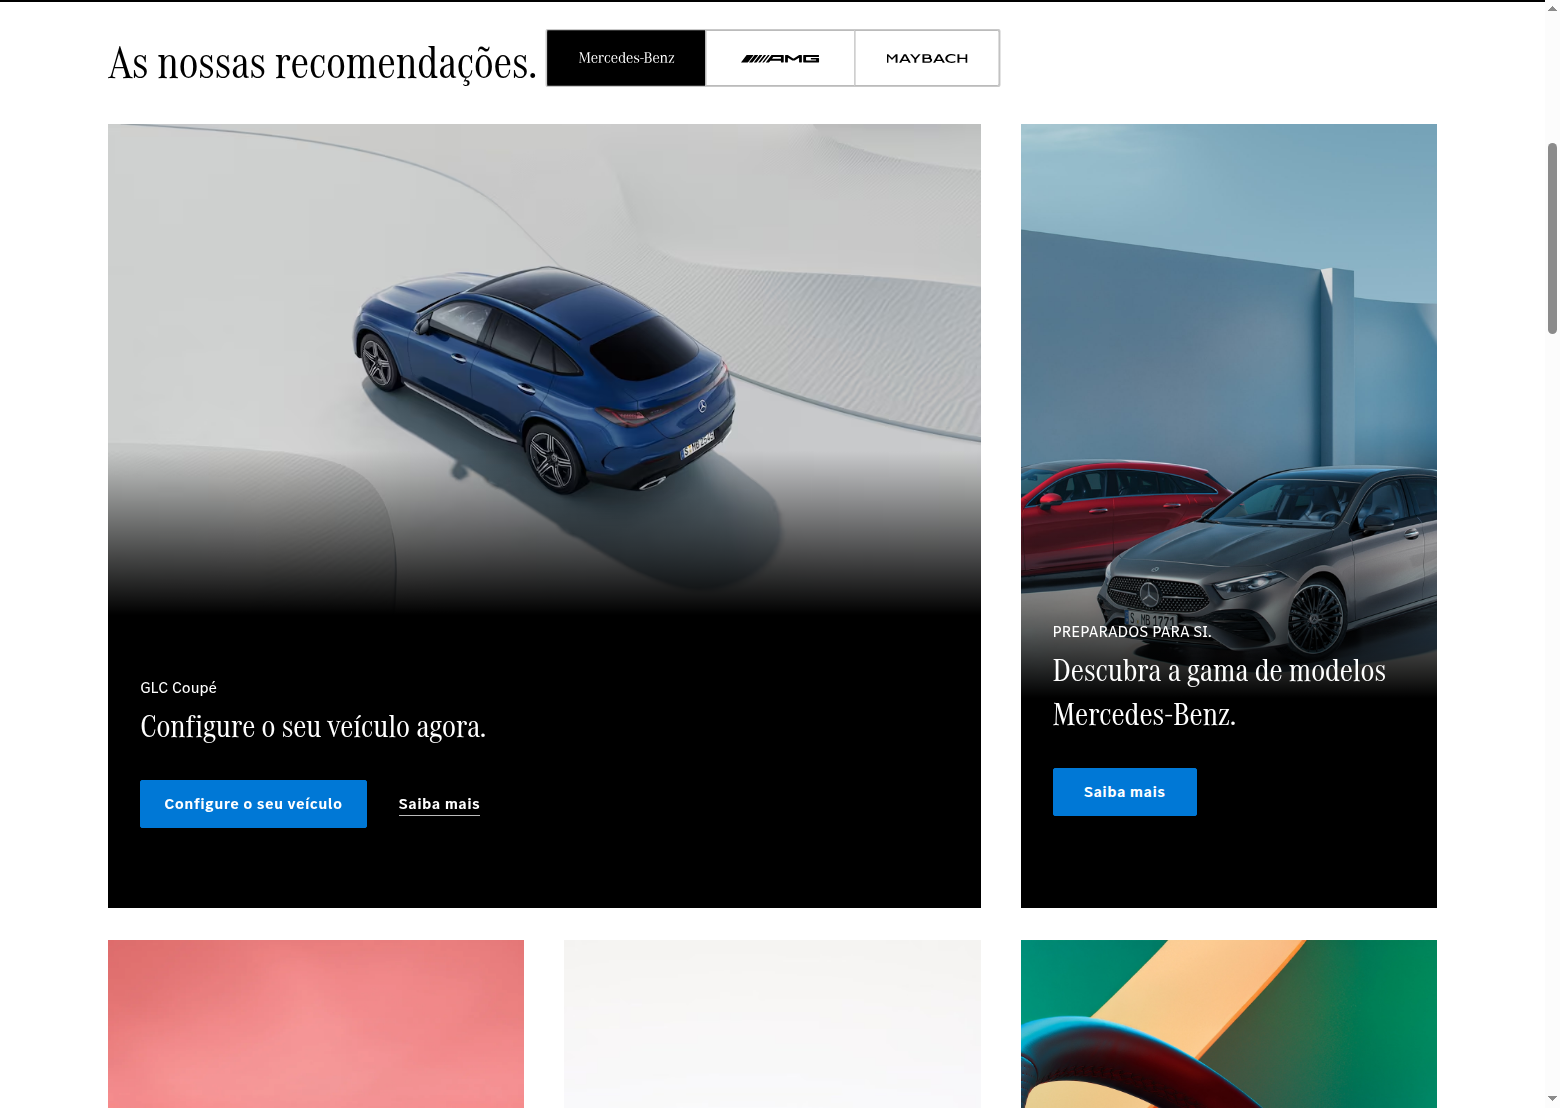 As nossas recomendações.
Mercedes-Benz
AMG
MAYBACH
GLC Coupé
Configure o seu veículo agora.
Configure o seu veículo
Saiba mais
PREPARADOS PARA SI.
Descubra a gama de modelos
Mercedes-Benz.
Saiba mais